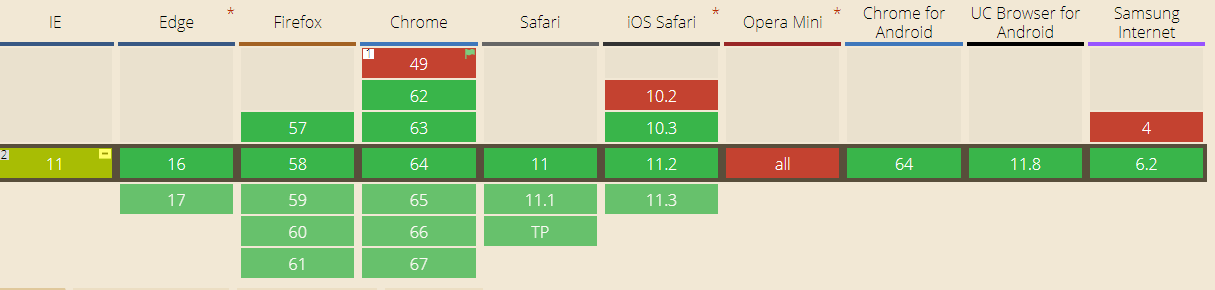 IE Edge * Firefox Chrome Safari iOS Safari * Opera Mini * Chrome for Android UC Browser for Android Samsung Internet
1 49
62 10.2
57 63 10.3 4
2 11 - 16 58 64 11 11.2 all 64 11.8 6.2
17 59 65 11.1 11.3
60 66 TP
61 67